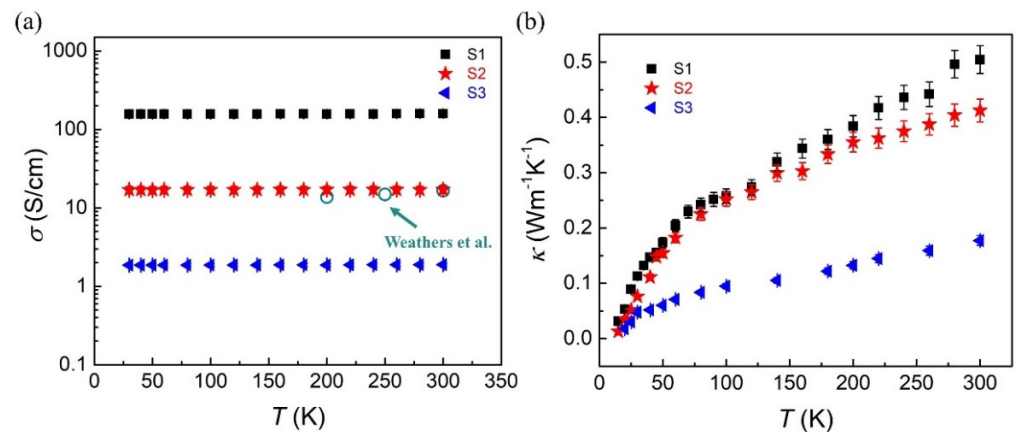 (a)
1000
100
10
1
0.1
σ (S/cm)
S1
S2
S3
Weathers et al.
0 50 100 150 200 250 300 350
T (K)
(b)
0.5
0.4
0.3
0.2
0.1
0.0
κ (Wm⁻¹K⁻¹)
S1
S2
S3
0 50 100 150 200 250 300
T (K)